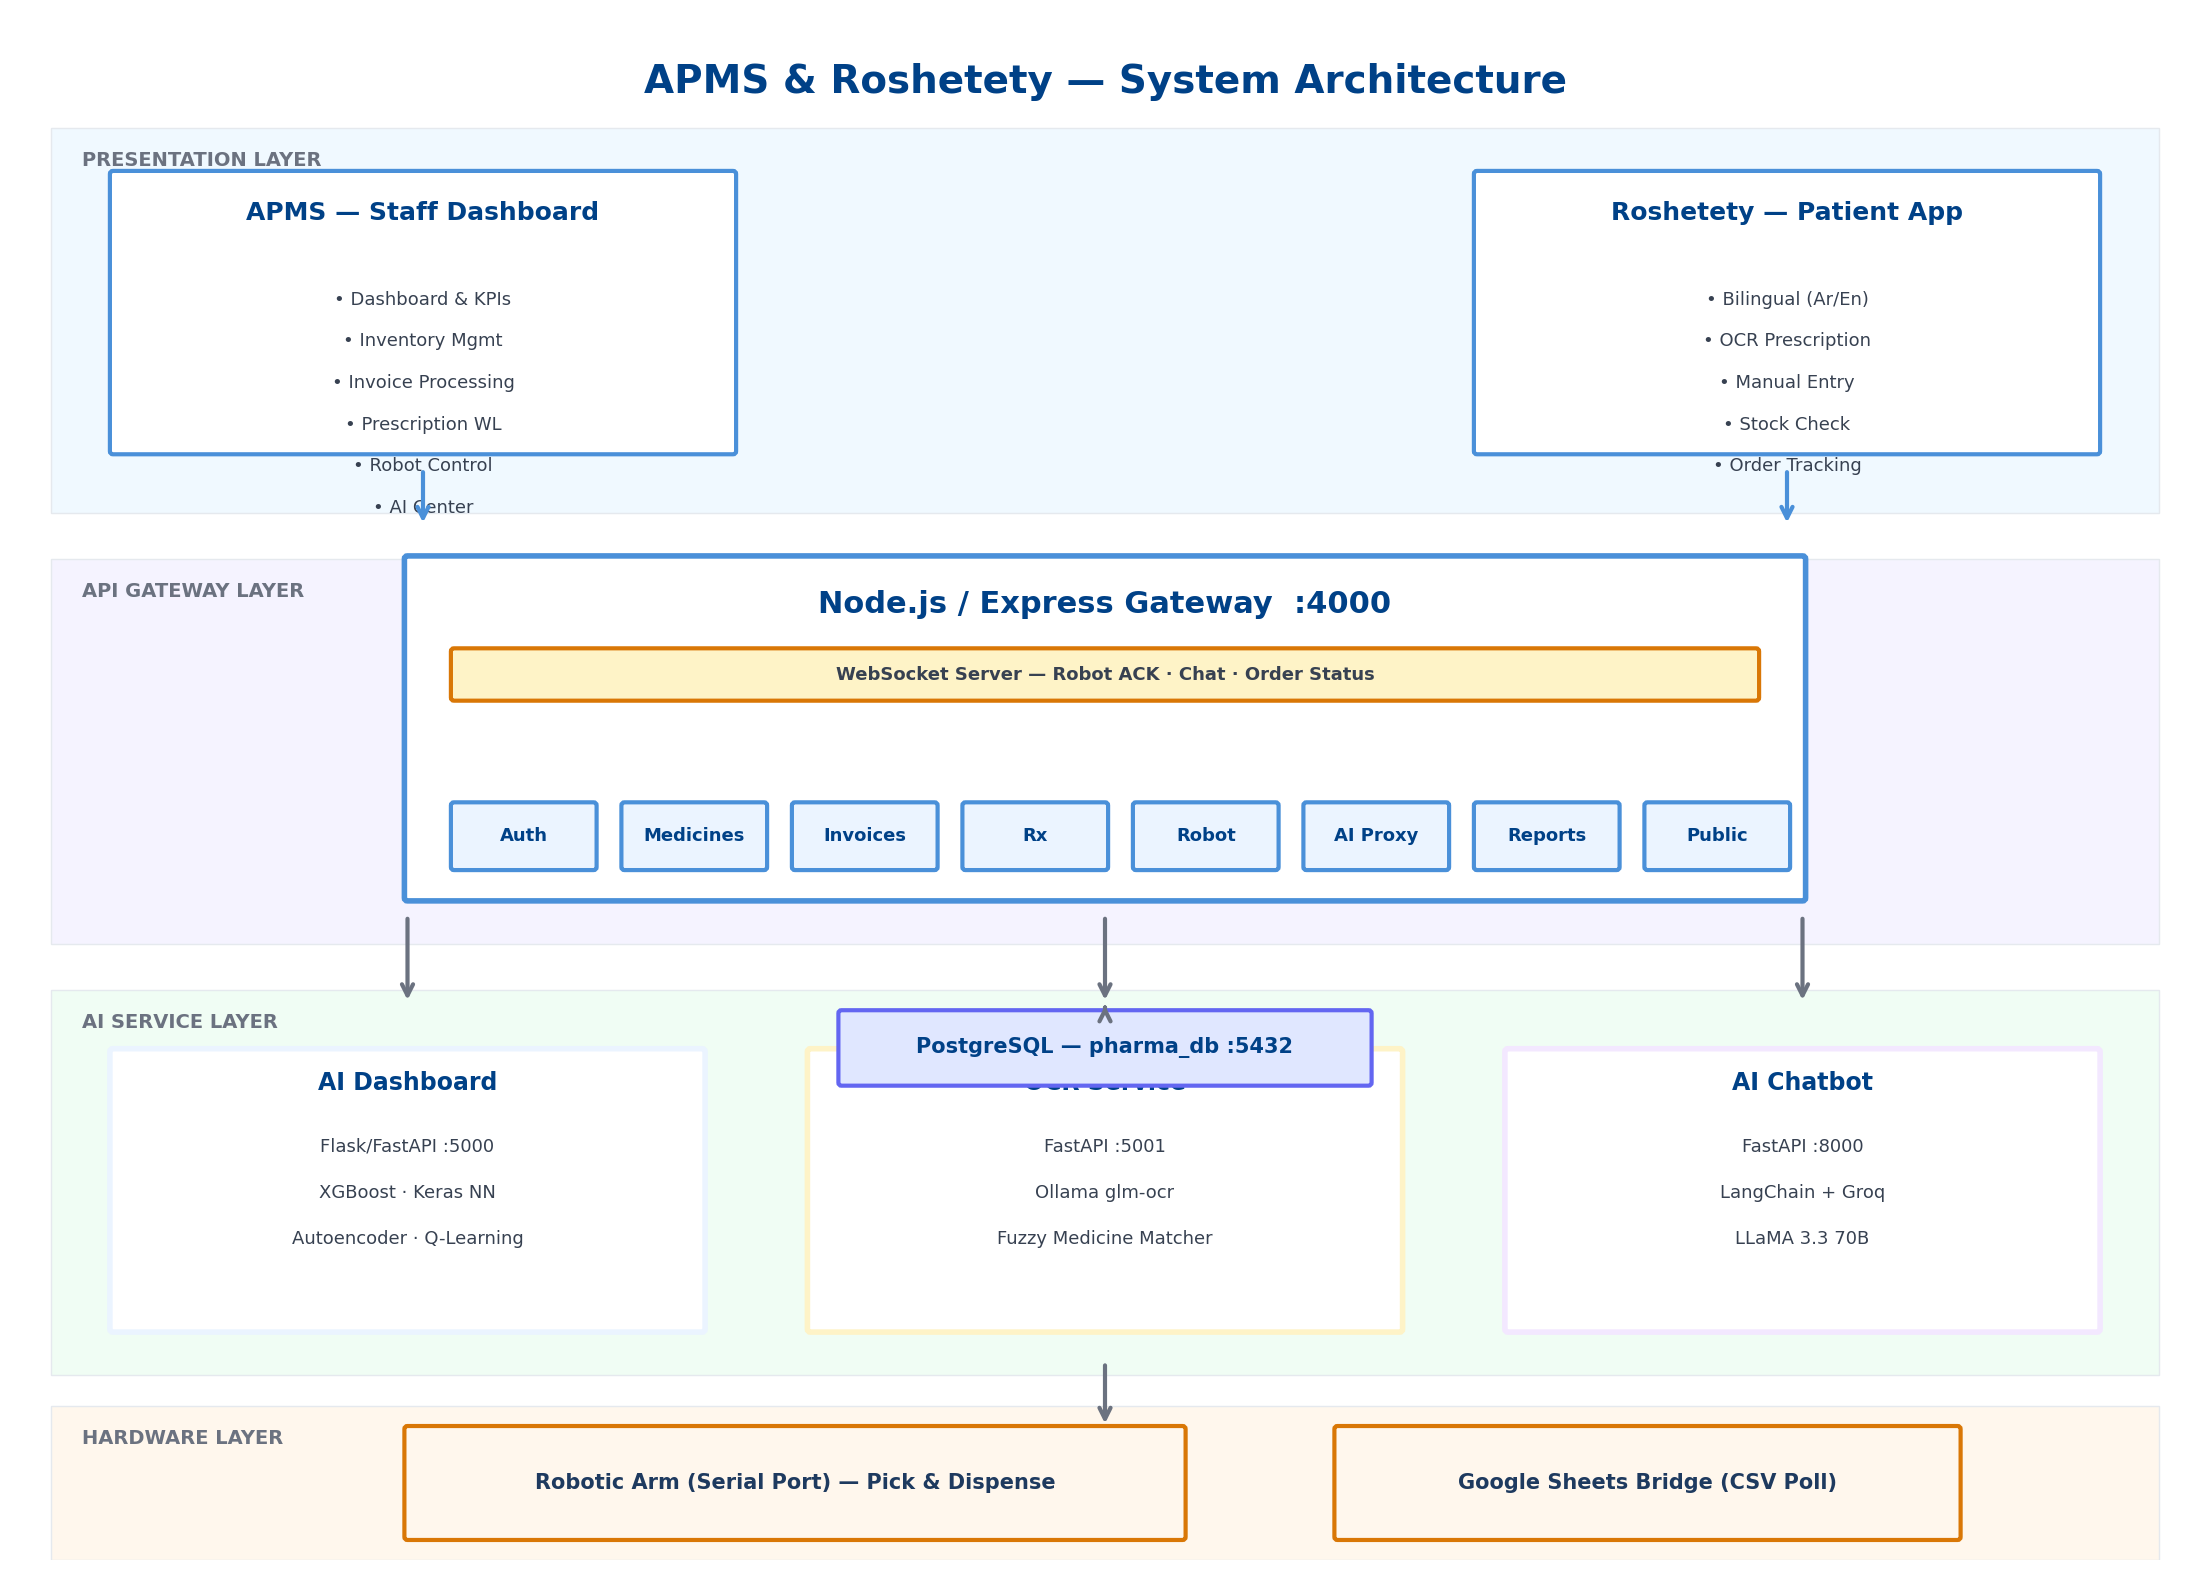 APMS & Roshetety — System Architecture
PRESENTATION LAYER
APMS — Staff Dashboard
• Dashboard & KPIs
• Inventory Mgmt
• Invoice Processing
• Prescription WL
• Robot Control
• AI Center
Roshetety — Patient App
• Bilingual (Ar/En)
• OCR Prescription
• Manual Entry
• Stock Check
• Order Tracking
API GATEWAY LAYER
Node.js / Express Gateway :4000
WebSocket Server — Robot ACK · Chat · Order Status
Auth
Medicines
Invoices
Rx
Robot
AI Proxy
Reports
Public
AI SERVICE LAYER
PostgreSQL — pharma_db :5432
AI Dashboard
Flask/FastAPI :5000
XGBoost · Keras NN
Autoencoder · Q-Learning
FastAPI :5001
Ollama glm-ocr
Fuzzy Medicine Matcher
AI Chatbot
FastAPI :8000
LangChain + Groq
LLaMA 3.3 70B
HARDWARE LAYER
Robotic Arm (Serial Port) — Pick & Dispense
Google Sheets Bridge (CSV Poll)